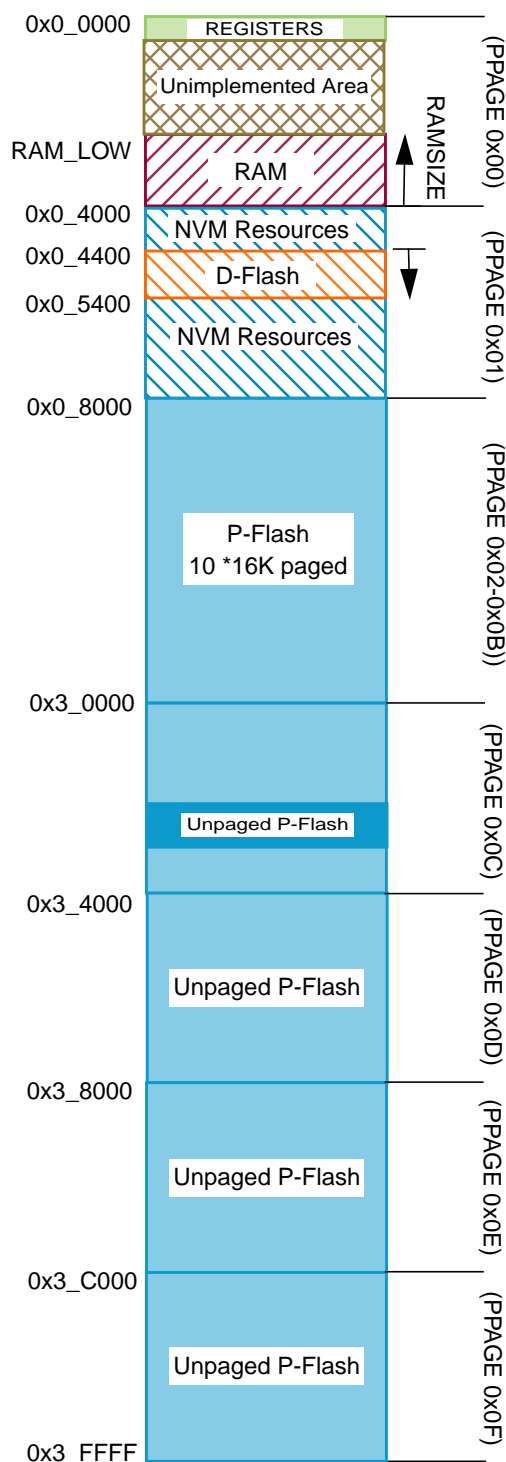 0x0_0000
REGISTERS
Unimplemented Area
(PPAGE 0x00)
RAMSIZE
RAM_LOW
RAM
0x0_4000
NVM Resources
0x0_4400
D-Flash
(PPAGE 0x01)
0x0_5400
NVM Resources
0x0_8000
P-Flash
10 *16K paged
(PPAGE 0x02-0x0B))
0x3_0000
Unpaged P-Flash
(PPAGE 0x0C)
0x3_4000
Unpaged P-Flash
(PPAGE 0x0D)
0x3_8000
Unpaged P-Flash
(PPAGE 0x0E)
0x3_C000
Unpaged P-Flash
(PPAGE 0x0F)
0x3_FFFF